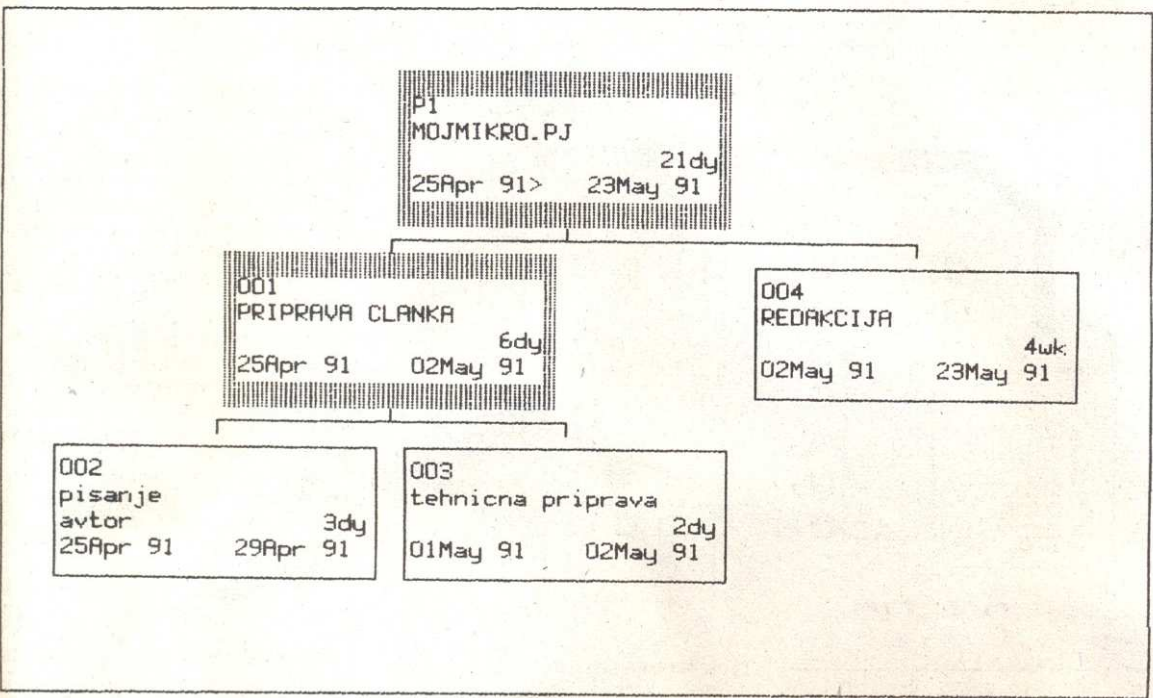 P1
MOJMIKRO.PJ
21dy
25Apr 91> 23May 91
001
PRIPRAVA CLANKA
6dy
25Apr 91 02May 91
004
REDAKCIJA
4wk
02May 91 23May 91
002
pisanje
avtor 3dy
25Apr 91 29Apr 91
003
tehnicna priprava
2dy
01May 91 02May 91